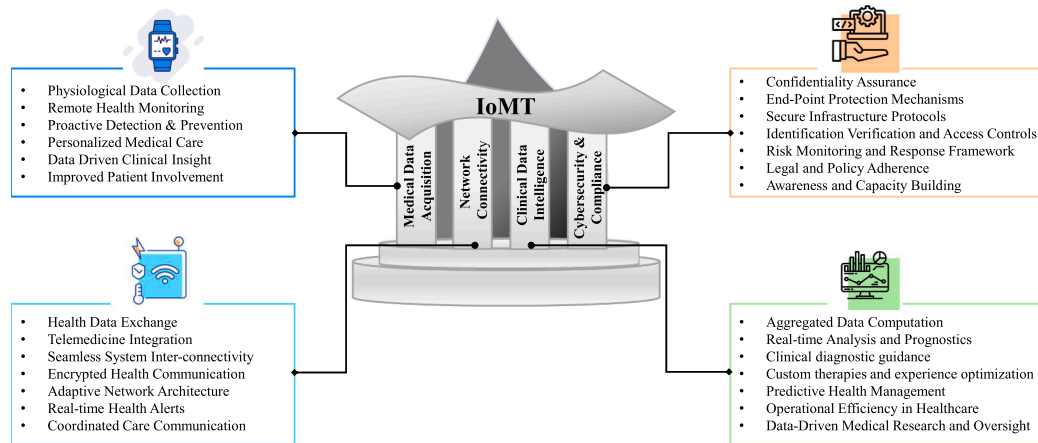 IoMT
Medical Data
Acquisition
Network
Connectivity
Clinical Data
Intelligence
Cybersecurity &
Compliance
• Physiological Data Collection
• Remote Health Monitoring
• Proactive Detection & Prevention
• Personalized Medical Care
• Data Driven Clinical Insight
• Improved Patient Involvement
• Confidentiality Assurance
• End-Point Protection Mechanisms
• Secure Infrastructure Protocols
• Identification Verification and Access Controls
• Risk Monitoring and Response Framework
• Legal and Policy Adherence
• Awareness and Capacity Building
• Health Data Exchange
• Telemedicine Integration
• Seamless System Inter-connectivity
• Encrypted Health Communication
• Adaptive Network Architecture
• Real-time Health Alerts
• Coordinated Care Communication
• Aggregated Data Computation
• Real-time Analysis and Prognostics
• Clinical diagnostic guidance
• Custom therapies and experience optimization
• Predictive Health Management
• Operational Efficiency in Healthcare
• Data-Driven Medical Research and Oversight